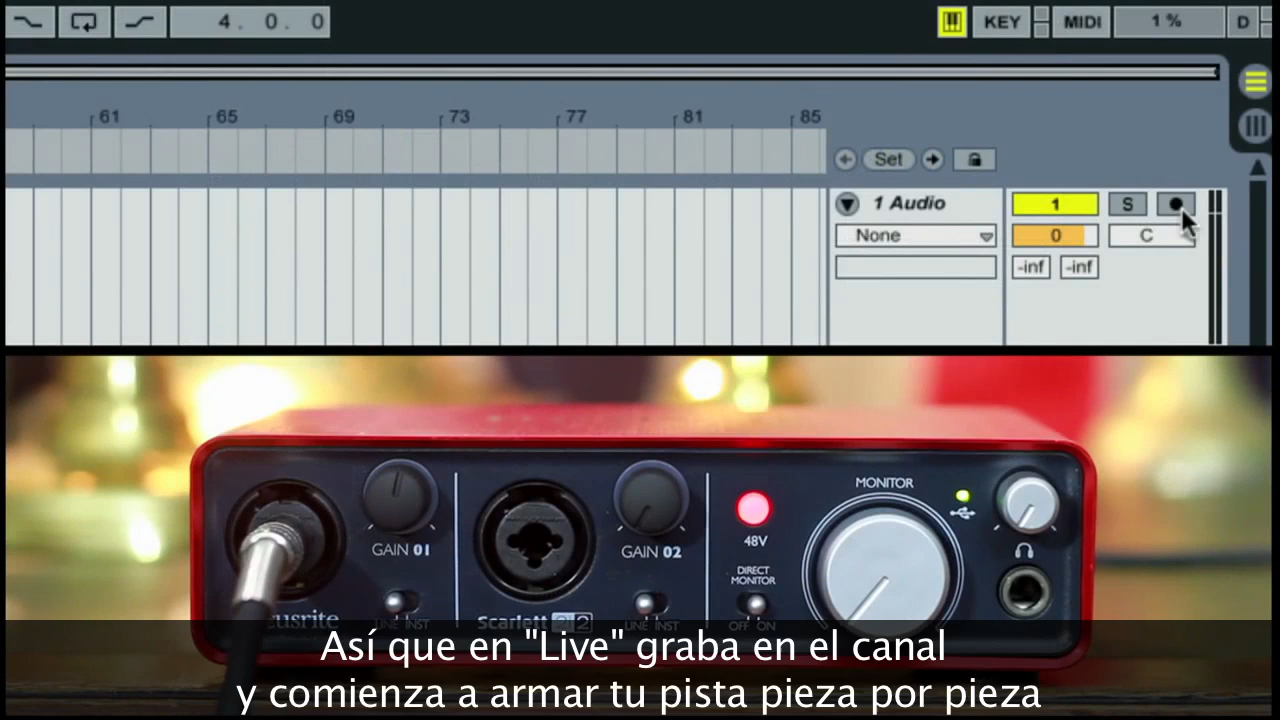 4. 0. 0
KEY
MIDI
1 %
D
61
65
69
73
77
81
85
Set
1 Audio
1
S
None
0
C
-inf
-inf
MONITOR
GAIN 01
GAIN 02
48V
DIRECT
MONITOR
LINE INST
LINE INST
OFF ON
Scarlett 2i2
Así que en "Live" graba en el canal
y comienza a armar tu pista pieza por pieza